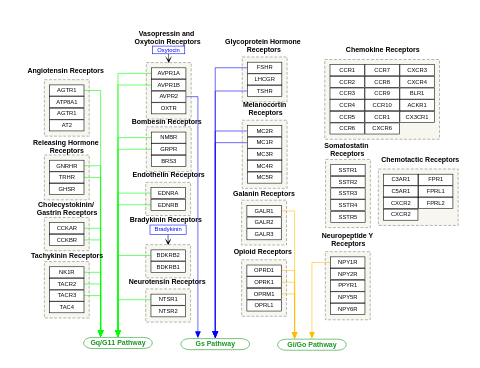 Vasopressin and
Oxytocin Receptors
Oxytocin
AVPR1A
AVPR1B
AVPR2
OXTR
Glycoprotein Hormone
Receptors
FSHR
LHCGR
TSHR
Chemokine Receptors
CCR1
CCR7
CXCR3
CCR2
CCR8
CXCR4
CCR3
CCR9
BLR1
CCR4
CCR10
ACKR1
CCR5
CCR1
CX3CR1
CCR6
CXCR6
Angiotensin Receptors
AGTR1
ATP8A1
AGTR1
AT2
Bombesin Receptors
NMBR
GRPR
BRS3
Melanocortin
Receptors
MC2R
MC1R
MC3R
MC4R
MC5R
Releasing Hormone
Receptors
GNRHR
TRHR
GHSR
Somatostatin
Receptors
SSTR1
SSTR2
SSTR3
SSTR4
SSTR5
Chemotactic Receptors
C3AR1
FPR1
C5AR1
FPRL1
CXCR2
FPRL2
CXCR2
Endothelin Receptors
EDNRA
EDNRB
Galanin Receptors
GALR1
GALR2
GALR3
Cholecystokinin/
Gastrin Receptors
CCKAR
CCKBR
Bradykinin Receptors
Bradykinin
BDKRB2
BDKRB1
Neuropeptide Y
Receptors
NPY1R
NPY2R
PPYR1
NPY5R
NPY6R
Tachykinin Receptors
NK1R
TACR2
TACR3
TAC4
Opioid Receptors
OPRD1
OPRK1
OPRM1
OPRL1
Neurotensin Receptors
NTSR1
NTSR2
Gq/G11 Pathway
Gs Pathway
Gi/Go Pathway